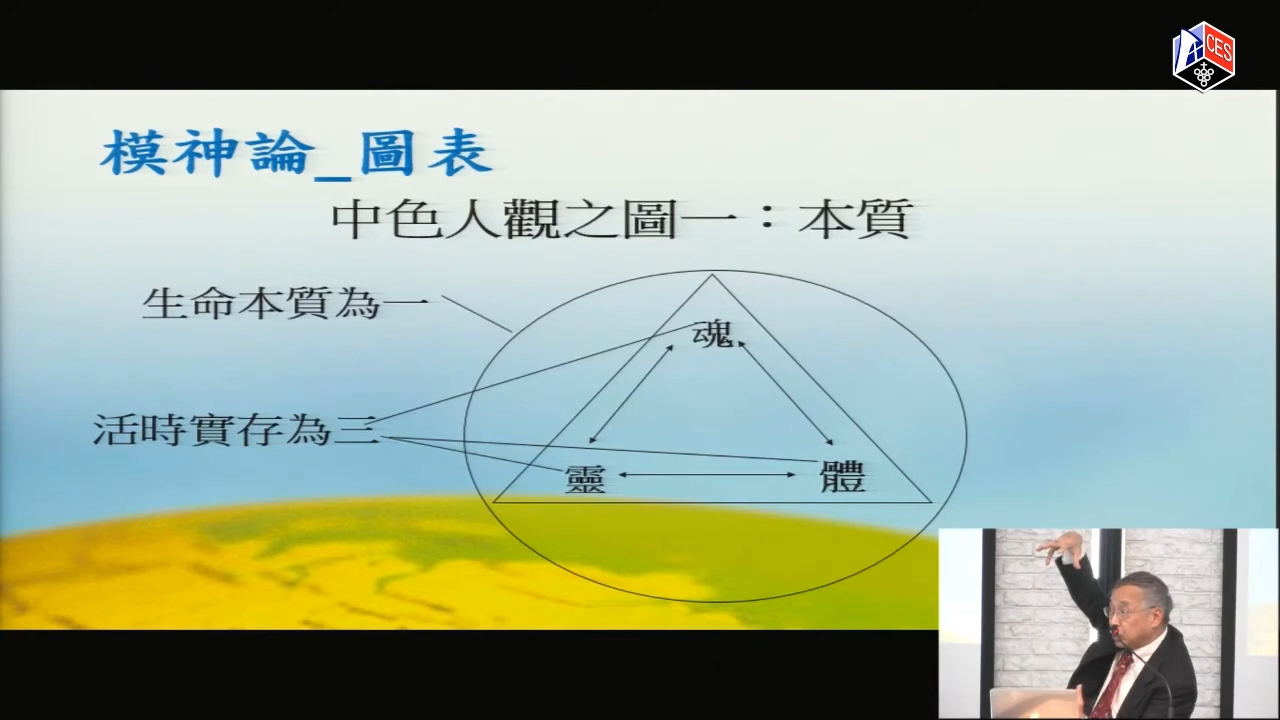 ACES
模神論_圖表
中色人觀之圖一：本質
生命本質為一
魂
活時實存為三
靈
體